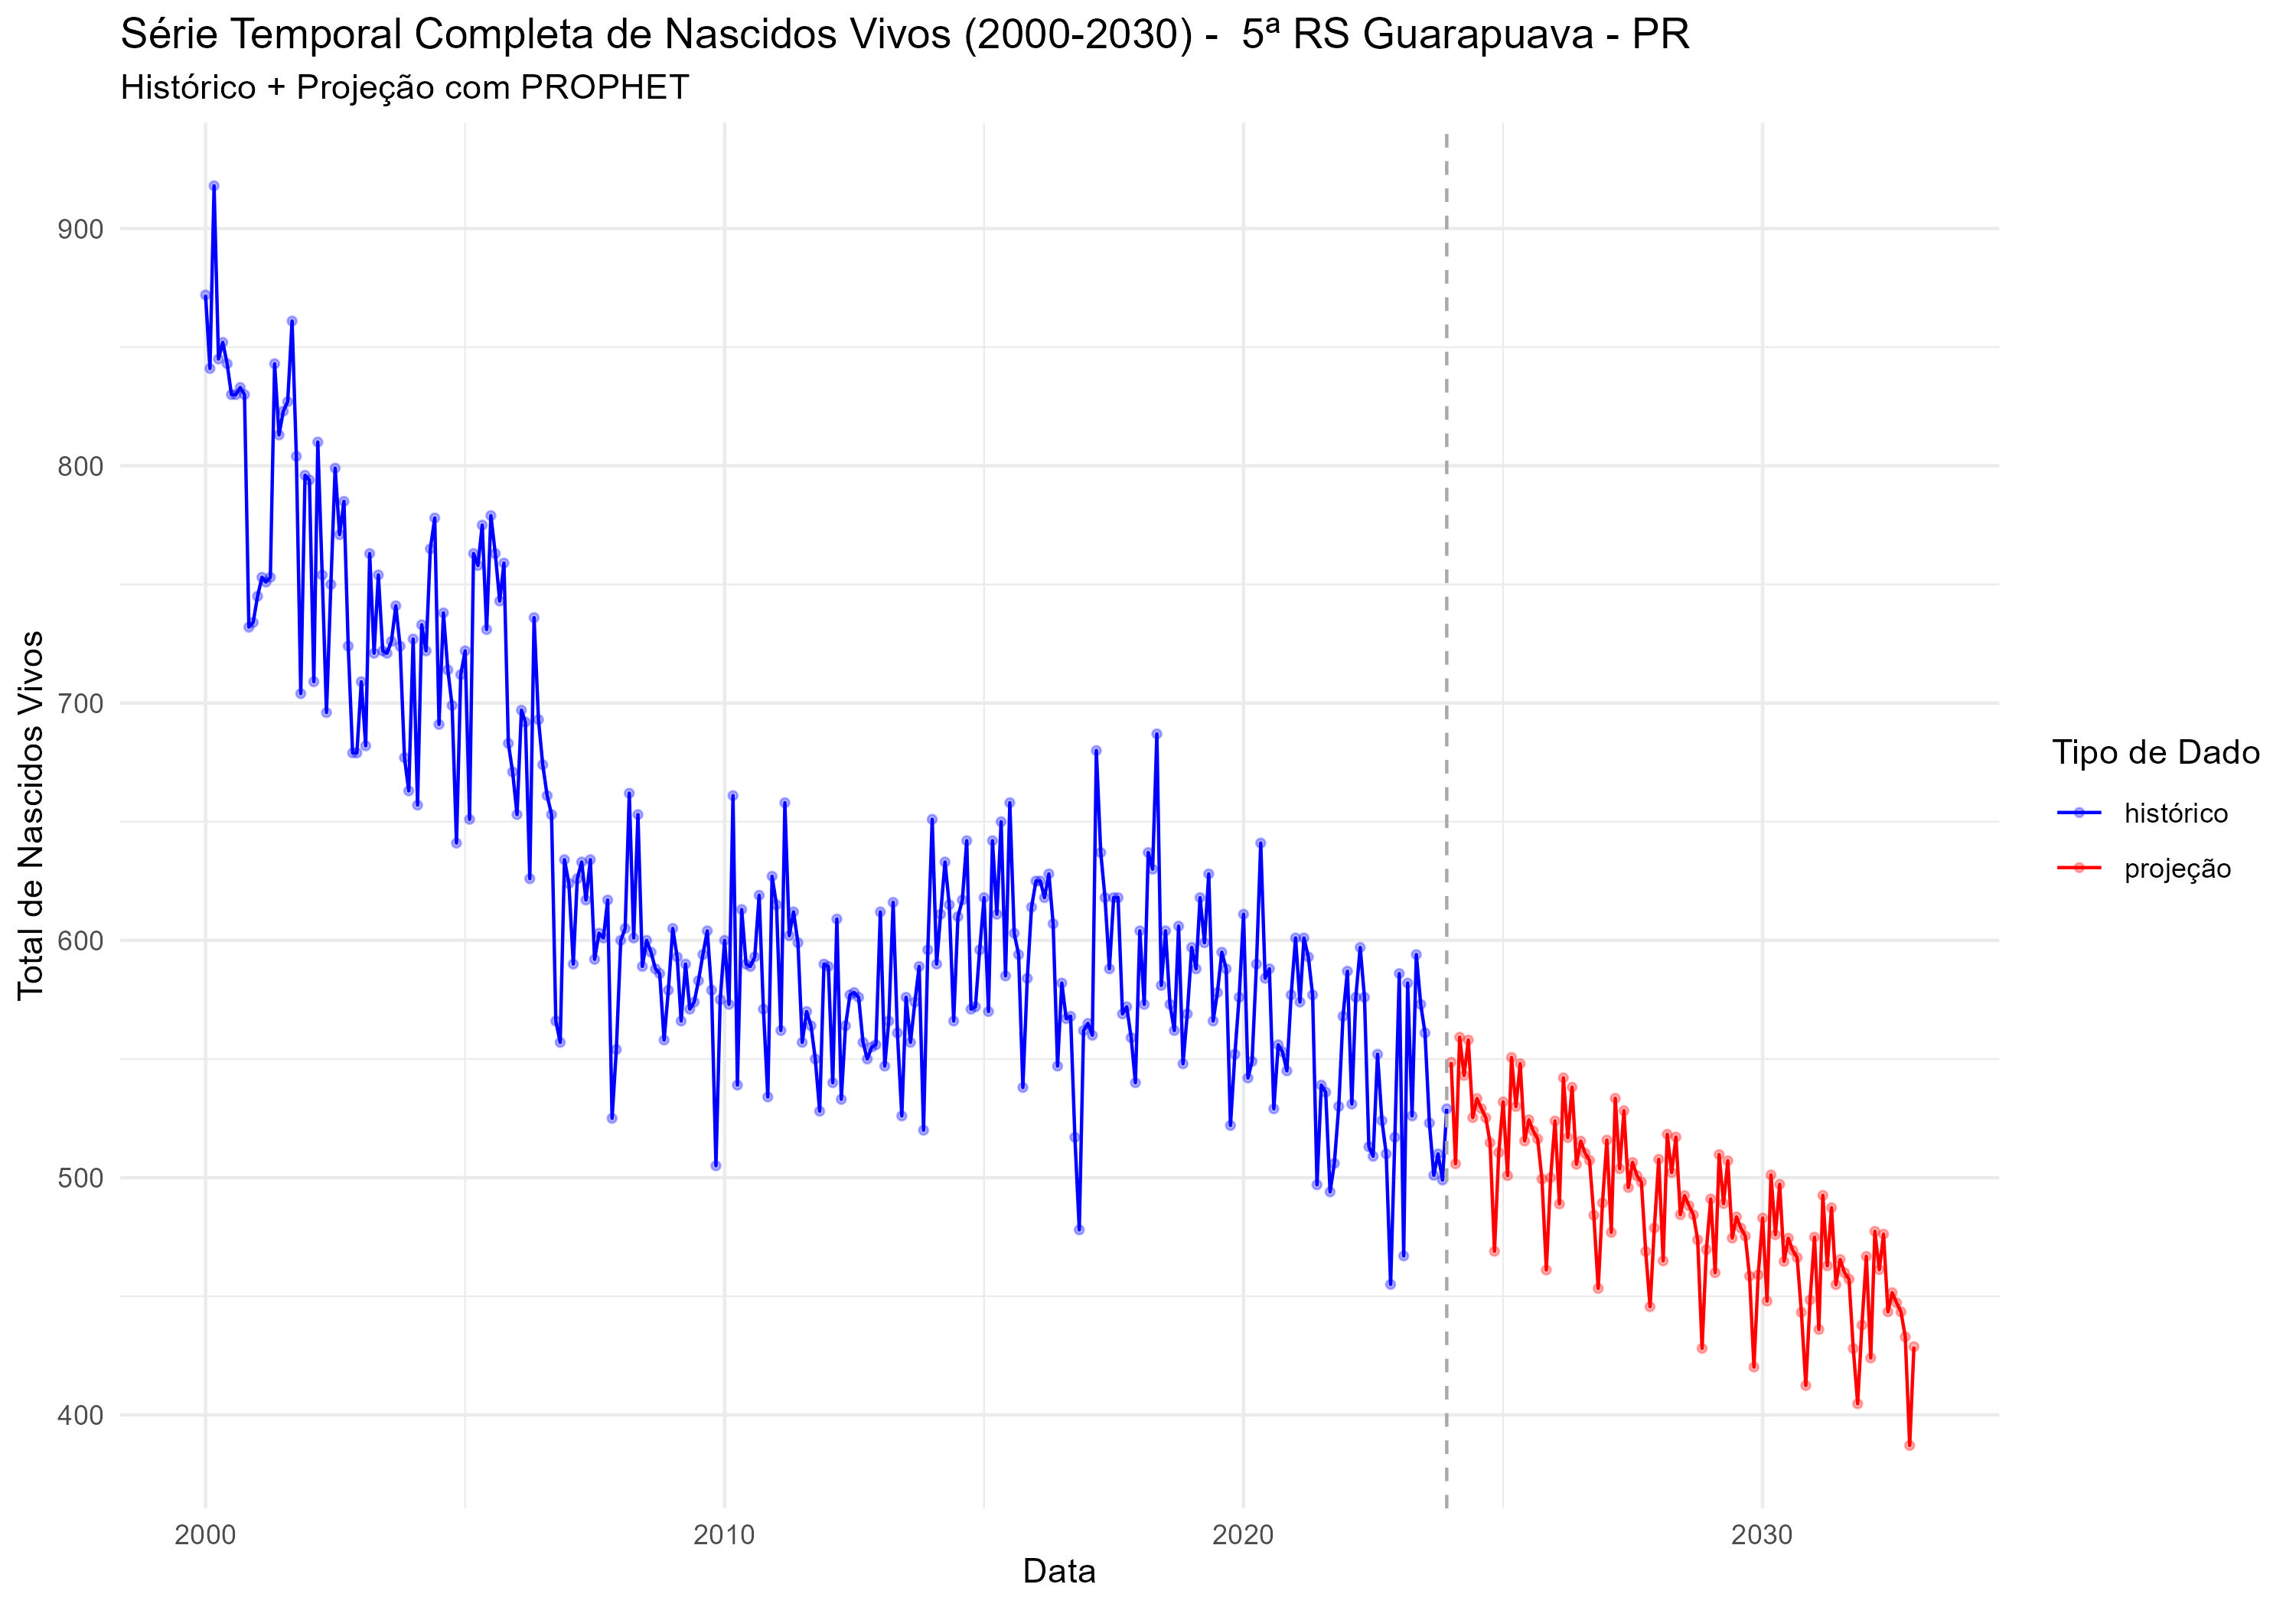 Série Temporal Completa de Nascidos Vivos (2000-2030) -  5ª RS Guarapuava - PR
Histórico + Projeção com PROPHET
Total de Nascidos Vivos
900
800
700
600
500
400
2000
2010
2020
2030
Data
Tipo de Dado
histórico
projeção